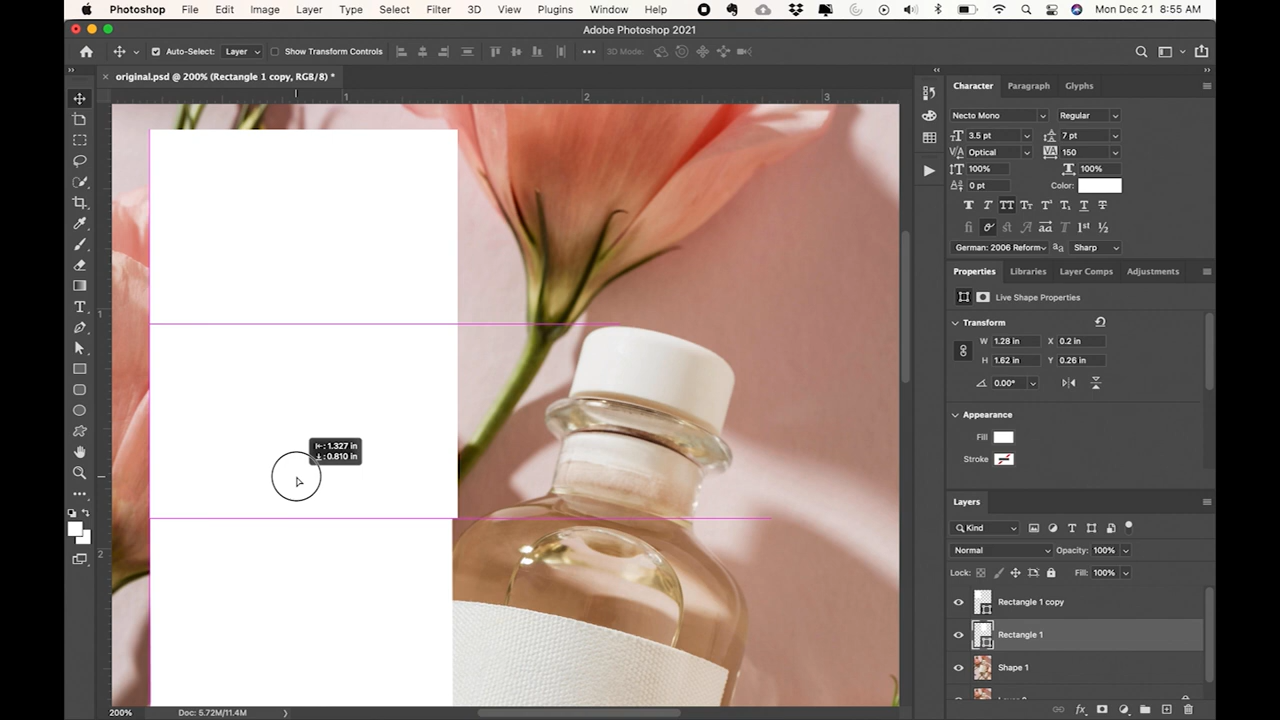 Photoshop File Edit Image Layer Type Select Filter 3D View Plugins Window Help Mon Dec 21 8:55 AM
Adobe Photoshop 2021
Auto-Select: Layer Show Transform Controls 3D Mode:
original.psd @ 200% (Rectangle 1 copy, RGB/8) *
1 2 3
1
2
1.327 in
0.810 in
200% Doc: 5.72M/11.4M
Character Paragraph Glyphs
Necto Mono Regular
3.5 pt 7 pt
Optical 150
100% 100%
0 pt Color:
German: 2006 Reform Sharp
Properties Libraries Layer Comps Adjustments
Live Shape Properties
Transform
W 1.28 in X 0.2 in
H 1.62 in Y 0.26 in
0.00°
Appearance
Fill
Stroke
Layers
Kind
Normal Opacity: 100%
Lock: Fill: 100%
Rectangle 1 copy
Rectangle 1
Shape 1